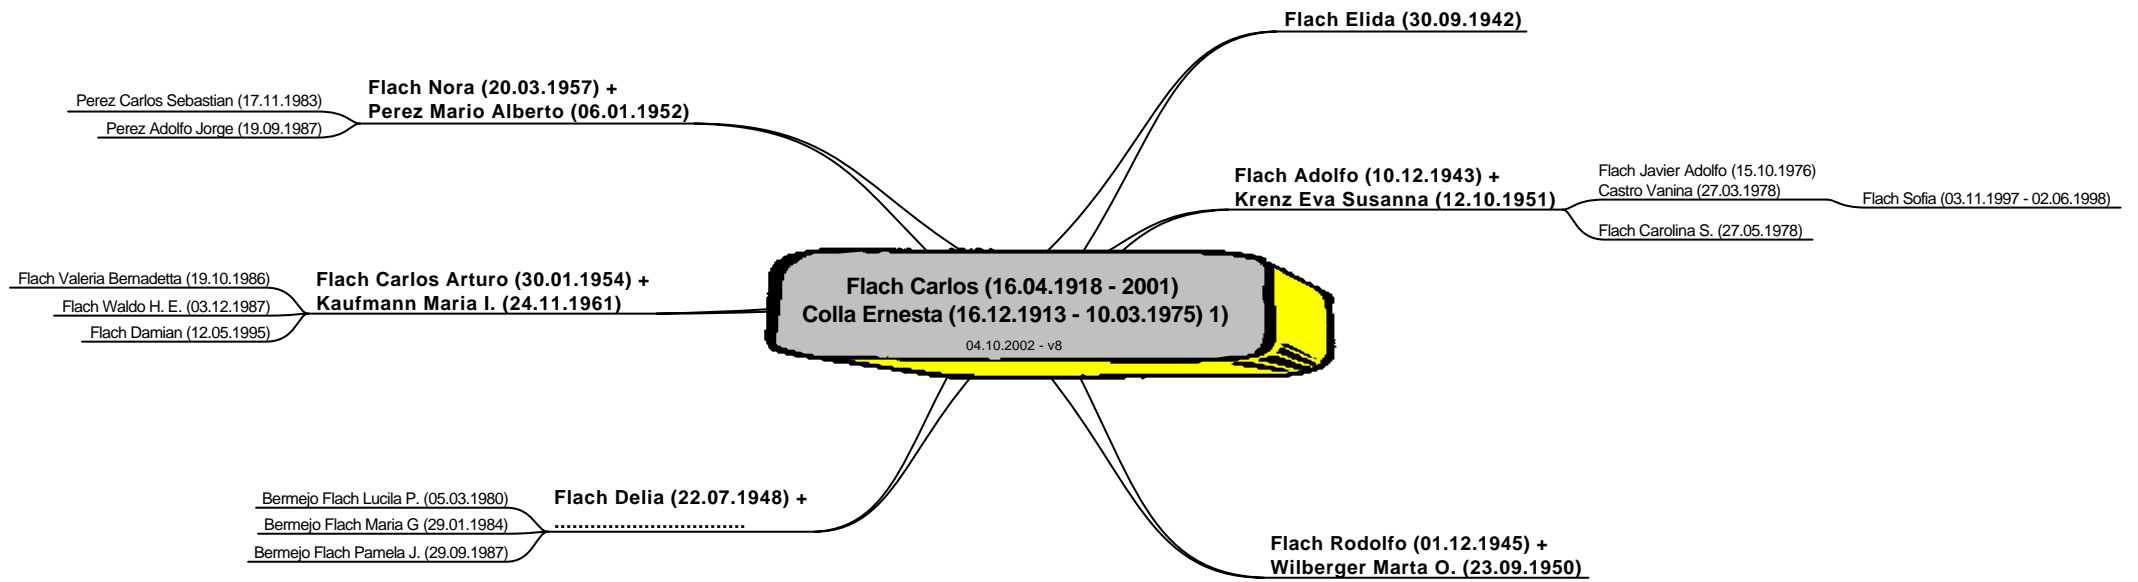 Flach Elida (30.09.1942)
Flach Nora (20.03.1957) +
Perez Mario Alberto (06.01.1952)
Perez Carlos Sebastian (17.11.1983)
Perez Adolfo Jorge (19.09.1987)
Flach Adolfo (10.12.1943) +
Krenz Eva Susanna (12.10.1951)
Flach Javier Adolfo (15.10.1976)
Castro Vanina (27.03.1978)
Flach Sofia (03.11.1997 - 02.06.1998)
Flach Carolina S. (27.05.1978)
Flach Carlos (16.04.1918 - 2001)
Colla Ernesta (16.12.1913 - 10.03.1975) 1)
04.10.2002 - v8
Flach Carlos Arturo (30.01.1954) +
Kaufmann Maria I. (24.11.1961)
Flach Valeria Bernadetta (19.10.1986)
Flach Waldo H. E. (03.12.1987)
Flach Damian (12.05.1995)
Flach Delia (22.07.1948) +
................................
Bermejo Flach Lucila P. (05.03.1980)
Bermejo Flach Maria G (29.01.1984)
Bermejo Flach Pamela J. (29.09.1987)
Flach Rodolfo (01.12.1945) +
Wilberger Marta O. (23.09.1950)